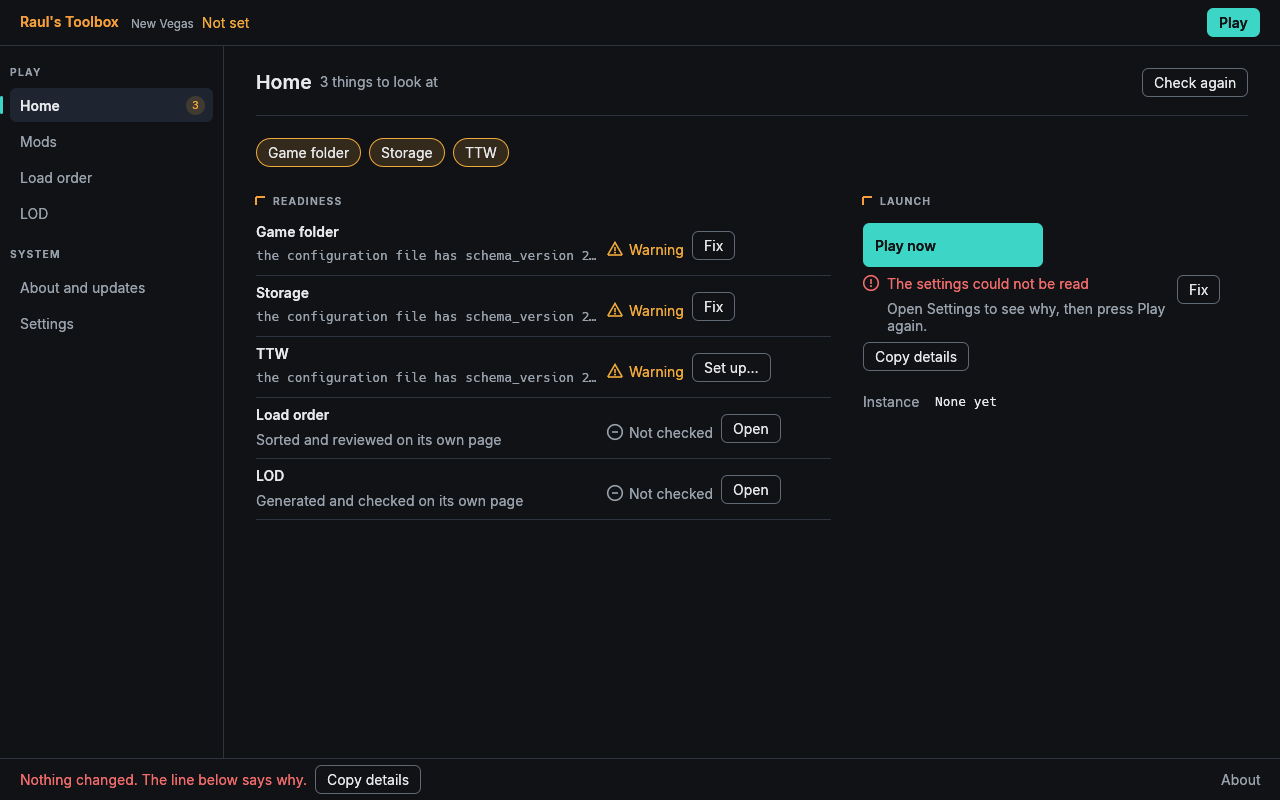 Raul's Toolbox New Vegas Not set
Play
PLAY
Home 3
Mods
Load order
LOD
SYSTEM
About and updates
Settings
Home 3 things to look at
Check again
Game folder Storage TTW
READINESS
Game folder
the configuration file has schema_version 2…
Warning Fix
Storage
the configuration file has schema_version 2…
Warning Fix
TTW
the configuration file has schema_version 2…
Warning Set up…
Load order
Sorted and reviewed on its own page
Not checked Open
LOD
Generated and checked on its own page
Not checked Open
LAUNCH
Play now
The settings could not be read
Open Settings to see why, then press Play
again.
Fix
Copy details
Instance None yet
Nothing changed. The line below says why. Copy details
About